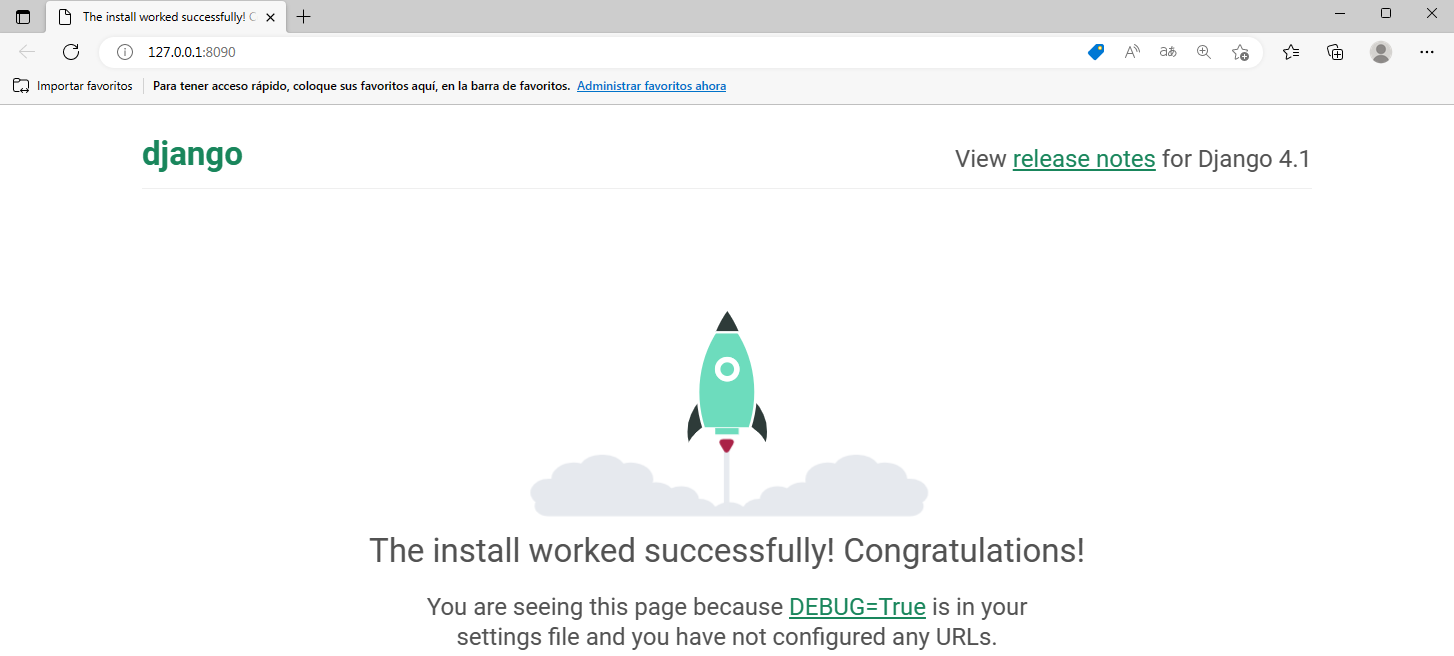 The install worked successfully! C
127.0.0.1:8090
Importar favoritos
Para tener acceso rápido, coloque sus favoritos aquí, en la barra de favoritos. Administrar favoritos ahora
django
View release notes for Django 4.1
The install worked successfully! Congratulations!
You are seeing this page because DEBUG=True is in your
settings file and you have not configured any URLs.